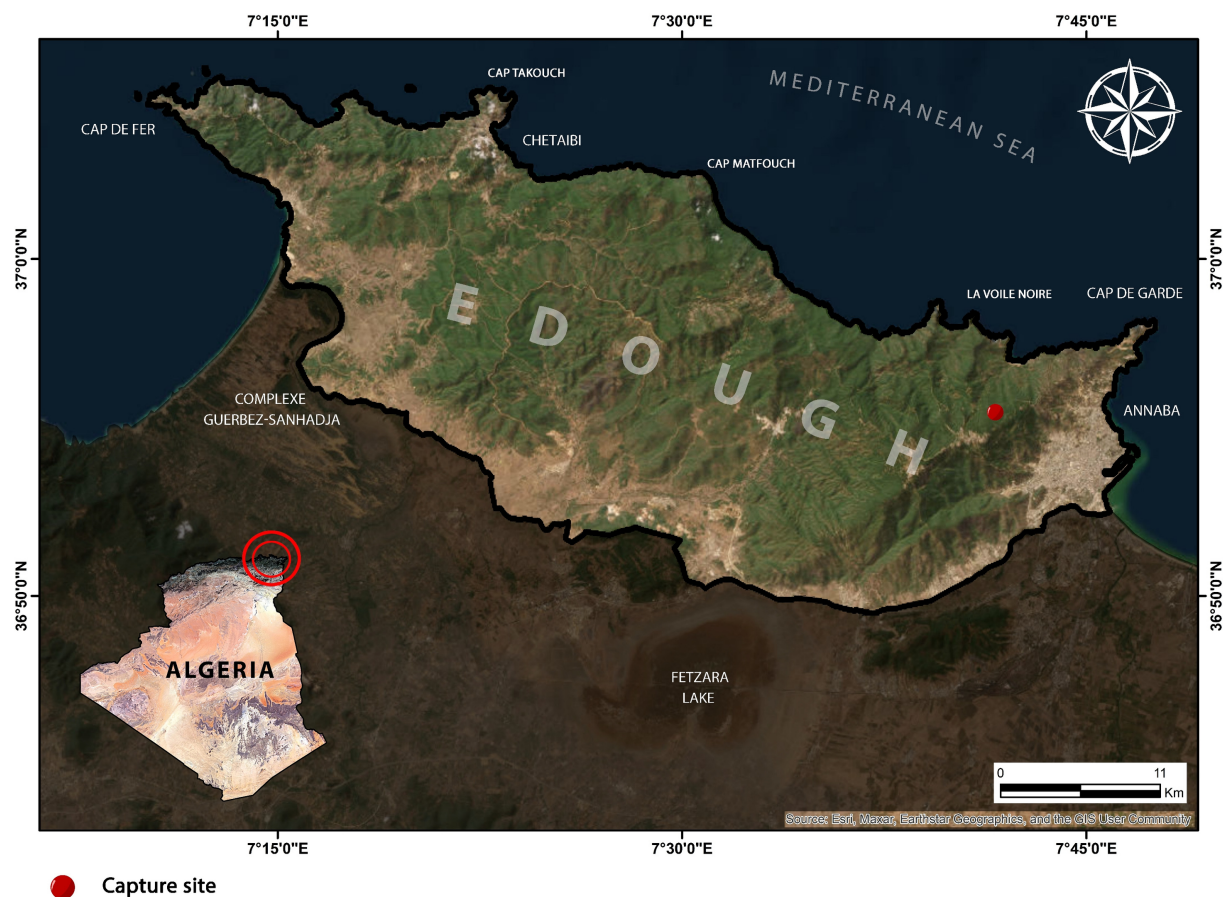 7°15'0"E
7°30'0"E
7°45'0"E
CAP TAKOUCH
MEDITERRANEAN SEA
CAP DE FER
CHETAIBI
CAP MATFOUCH
37°0'0"N
37°0'0"N
LA VOILE NOIRE
CAP DE GARDE
EDOUGH
COMPLEXE
GUERBEZ-SANHADJA
ANNABA
36°50'0"N
36°50'0"N
ALGERIA
FETZARA
LAKE
0 11
Km
Source: Esri, Maxar, Earthstar Geographics, and the GIS User Community
7°15'0"E
7°30'0"E
7°45'0"E
Capture site